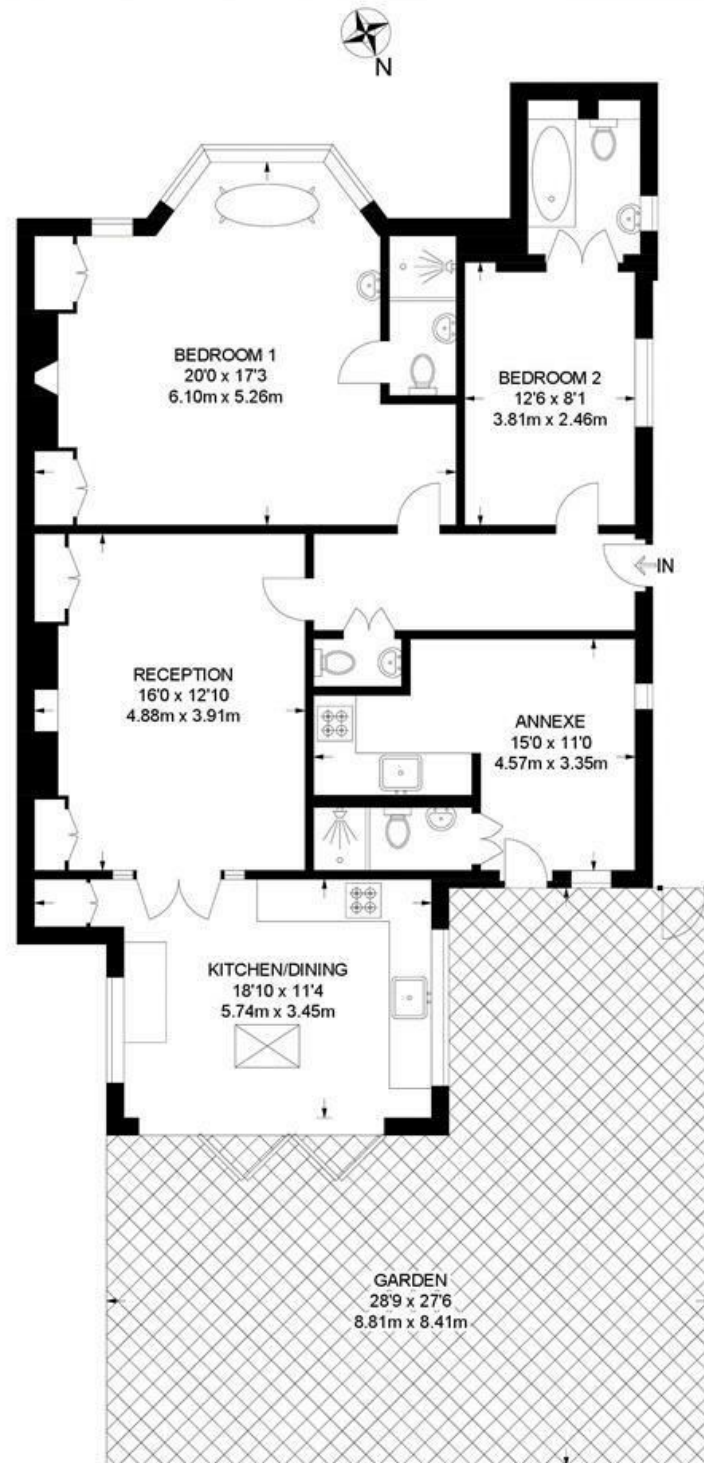 N
BEDROOM 1
20'0 x 17'3
6.10m x 5.26m
BEDROOM 2
12'6 x 8'1
3.81m x 2.46m
IN
RECEPTION
16'0 x 12'10
4.88m x 3.91m
ANNEXE
15'0 x 11'0
4.57m x 3.35m
KITCHEN/DINING
18'10 x 11'4
5.74m x 3.45m
GARDEN
28'9 x 27'6
8.81m x 8.41m